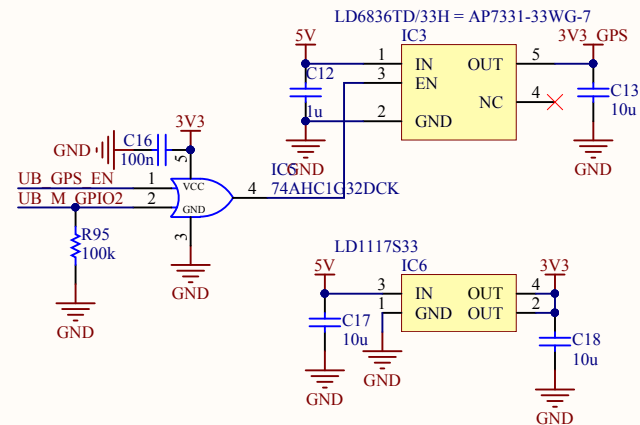 LD6836TD/33H = AP7331-33WG-7
5V
IC3
3V3_GPS
1
IN
OUT
5
3
EN
C12
1u
NC
4
C13
10u
2
GND
GND
GND
3V3
C16
100n
GND
5
IC5
74AHC1G32DCK
UB_GPS_EN
1
VCC
4
UB_M_GPIO2
2
GND
3
R95
100k
GND
GND
LD1117S33
5V
IC6
3V3
3
IN
OUT
4
1
GND
OUT
2
C17
10u
GND
C18
10u
GND
GND